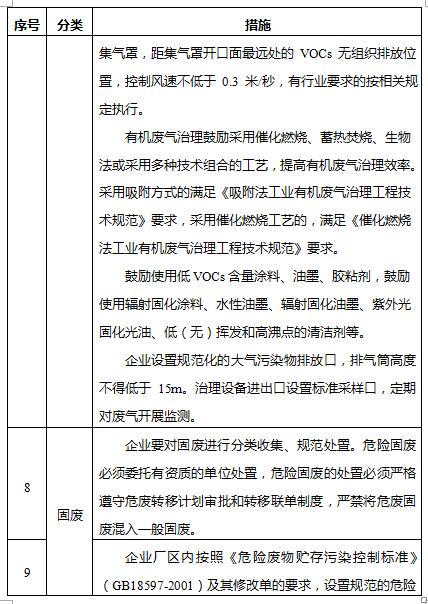 序号 分类 措施
集气罩，距集气罩开口面最远处的 VOCs 无组织排放位
置，控制风速不低于 0.3 米/秒，有行业要求的按相关规
定执行。
有机废气治理鼓励采用催化燃烧、蓄热焚烧、生物
法或采用多种技术组合的工艺，提高有机废气治理效率。
采用吸附方式的满足《吸附法工业有机废气治理工程技
术规范》要求，采用催化燃烧工艺的，满足《催化燃烧
法工业有机废气治理工程技术规范》要求。
鼓励使用低VOCs含量涂料、油墨、胶粘剂，鼓励
使用辐射固化涂料、水性油墨、辐射固化油墨、紫外光
固化光油、低（无）挥发和高沸点的清洁剂等。
企业设置规范化的大气污染物排放口，排气筒高度
不得低于 15m。治理设备进出口设置标准采样口，定期
对废气开展监测。
8
固废
企业要对固废进行分类收集、规范处置。危险固废
必须委托有资质的单位处置，危险固废的处置必须严格
遵守危废转移计划审批和转移联单制度，严禁将危废固
废混入一般固废。
9
企业厂区内按照《危险废物贮存污染控制标准》
（GB18597-2001）及其修改单的要求，设置规范的危险